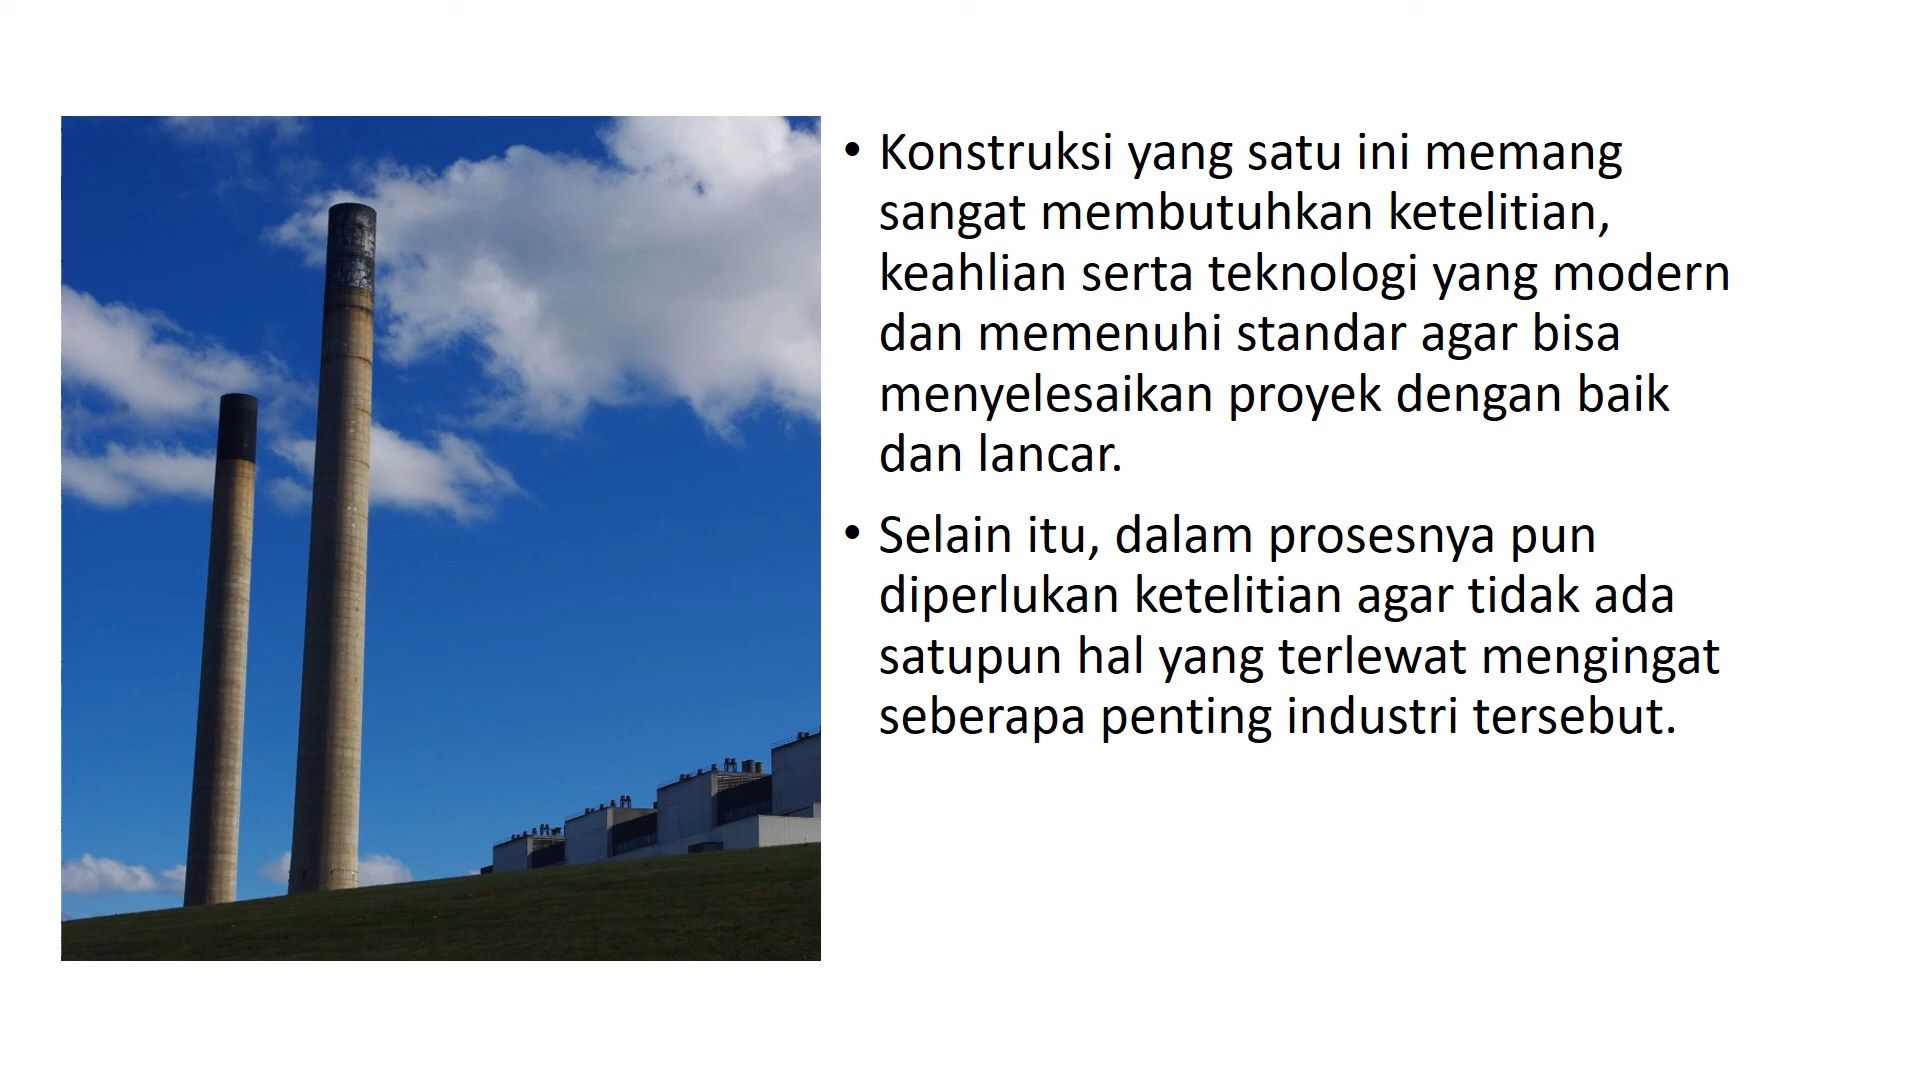 • Konstruksi yang satu ini memang
sangat membutuhkan ketelitian,
keahlian serta teknologi yang modern
dan memenuhi standar agar bisa
menyelesaikan proyek dengan baik
dan lancar.
• Selain itu, dalam prosesnya pun
diperlukan ketelitian agar tidak ada
satupun hal yang terlewat mengingat
seberapa penting industri tersebut.